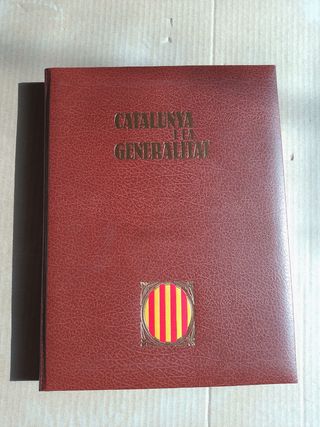 CATALUNYA
I LA
GENERALITAT